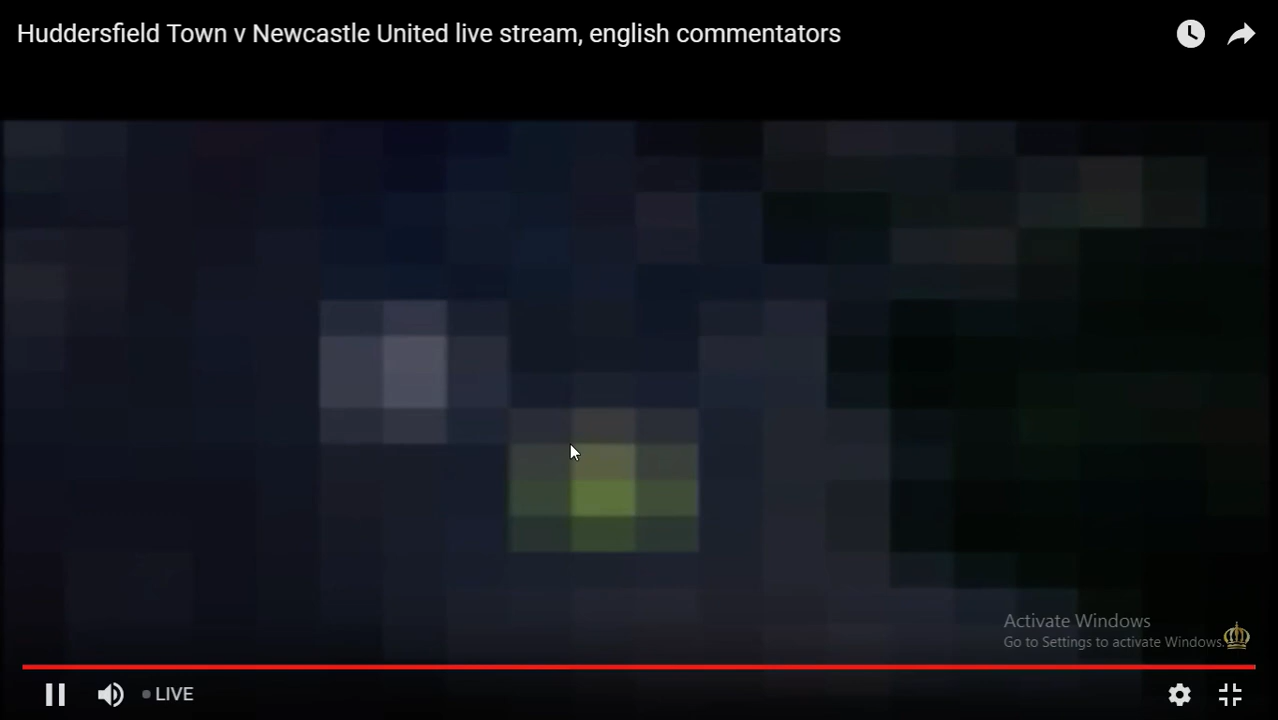 Huddersfield Town v Newcastle United live stream, english commentators
Activate Windows
Go to Settings to activate Windows.
LIVE